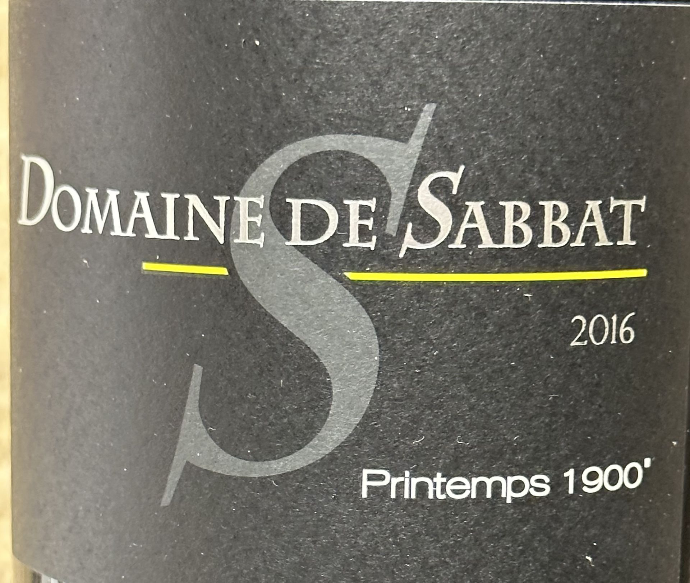 DOMAINE DE SABBAT
S
2016
Printemps 1900'